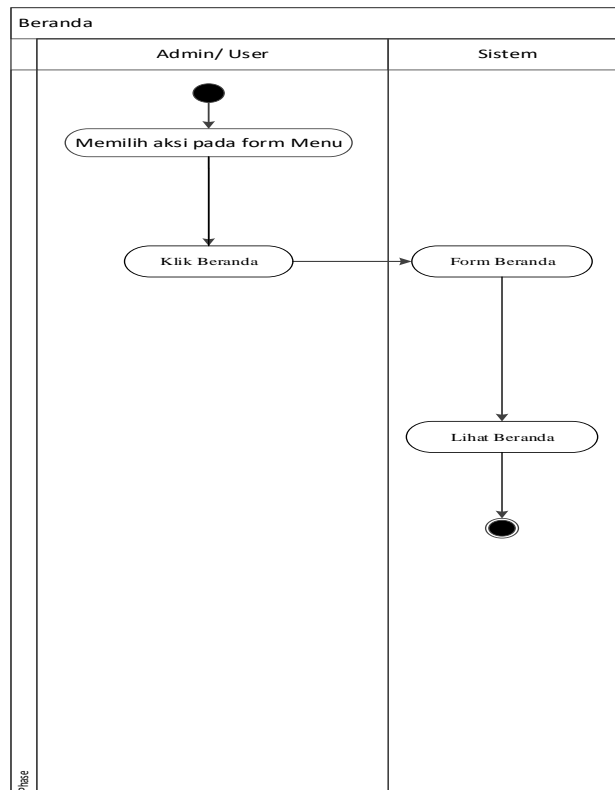 Beranda
Admin/ User
Sistem
Memilih aksi pada form Menu
Klik Beranda
Form Beranda
Lihat Beranda
Phase